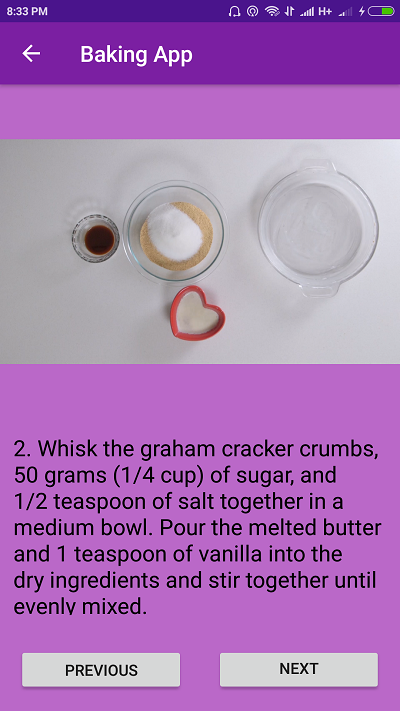 8:33 PM
H+
Baking App
2. Whisk the graham cracker crumbs,
50 grams (1/4 cup) of sugar, and
1/2 teaspoon of salt together in a
medium bowl. Pour the melted butter
and 1 teaspoon of vanilla into the
dry ingredients and stir together until
evenly mixed.
PREVIOUS
NEXT